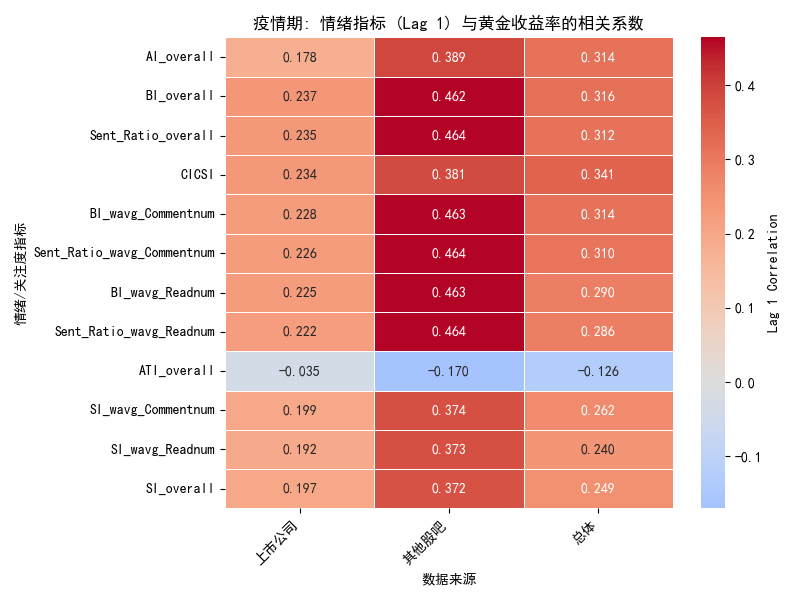 疫情期: 情绪指标 (Lag 1) 与黄金收益率的相关系数
AI_overall 0.178 0.389 0.314
BI_overall 0.237 0.462 0.316
Sent_Ratio_overall 0.235 0.464 0.312
CICSI 0.234 0.381 0.341
BI_wavg_Commentnum 0.228 0.463 0.314
Sent_Ratio_wavg_Commentnum 0.226 0.464 0.310
BI_wavg_Readnum 0.225 0.463 0.290
Sent_Ratio_wavg_Readnum 0.222 0.464 0.286
ATI_overall -0.035 -0.170 -0.126
SI_wavg_Commentnum 0.199 0.374 0.262
SI_wavg_Readnum 0.192 0.373 0.240
SI_overall 0.197 0.372 0.249
情绪/关注度指标
上市公司 其他股吧 总体
数据来源
0.4
0.3
0.2
0.1
0.0
-0.1
Lag 1 Correlation